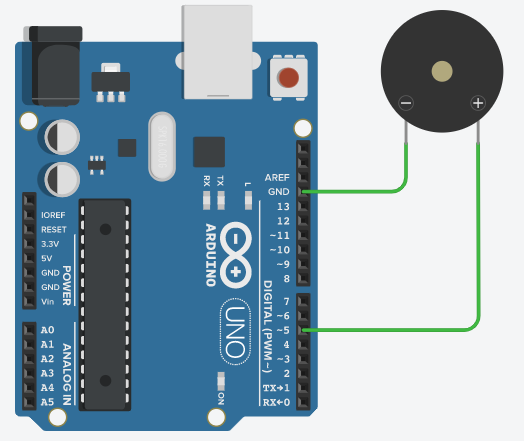 RX
TX
L
AREF
GND
13
12
~11
~10
~9
8
7
~6
~5
4
~3
2
TX→1
RX←0
DIGITAL (PWM~)
ARDUINO
UNO
ON
IOREF
RESET
3.3V
5V
GND
GND
Vin
POWER
A0
A1
A2
A3
A4
A5
ANALOG IN
−
+